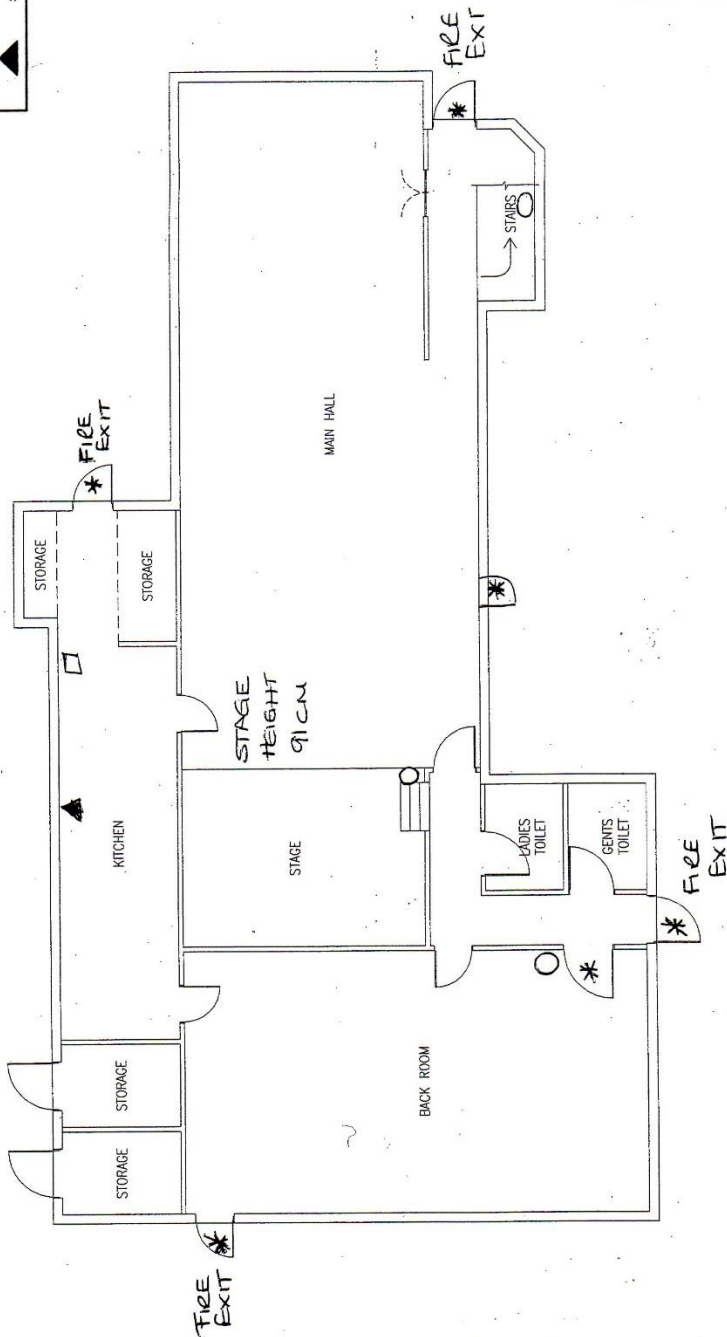 FIRE
EXIT
FIRE
EXIT
STORAGE
STORAGE
MAIN HALL
STAIRS
STAGE
HEIGHT
91 CM
KITCHEN
STAGE
LADIES
TOILET
GENTS
TOILET
FIRE
EXIT
STORAGE
STORAGE
BACK ROOM
FIRE
EXIT